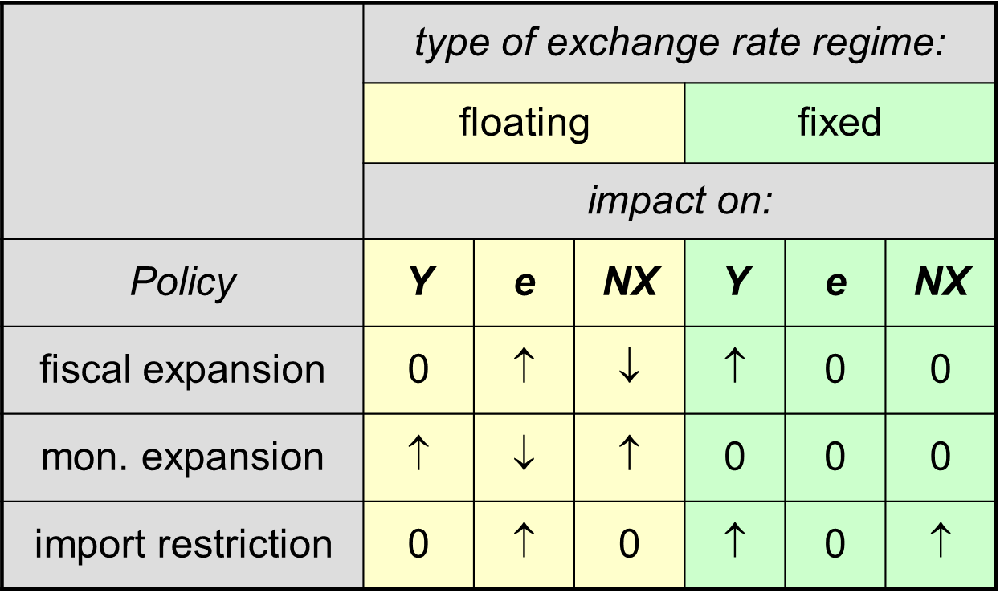 type of exchange rate regime:
floating fixed
impact on:
Policy Y e NX Y e NX
fiscal expansion 0 ↑ ↓ ↑ 0 0
mon. expansion ↑ ↓ ↑ 0 0 0
import restriction 0 ↑ 0 ↑ 0 ↑